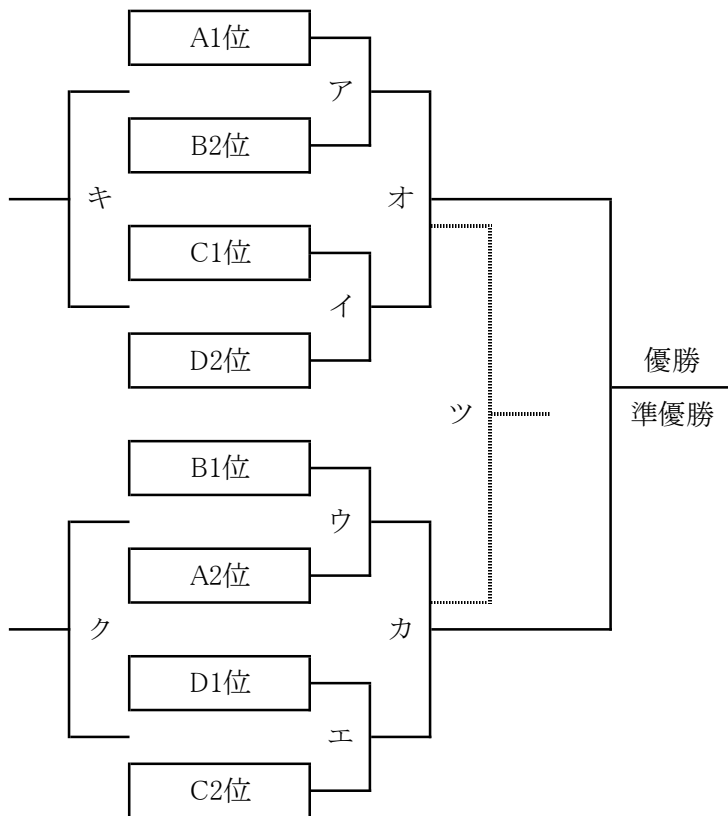 A1位
ア
B2位
キ
オ
C1位
イ
D2位
優勝
ツ
準優勝
B1位
ウ
A2位
ク
カ
D1位
エ
C2位